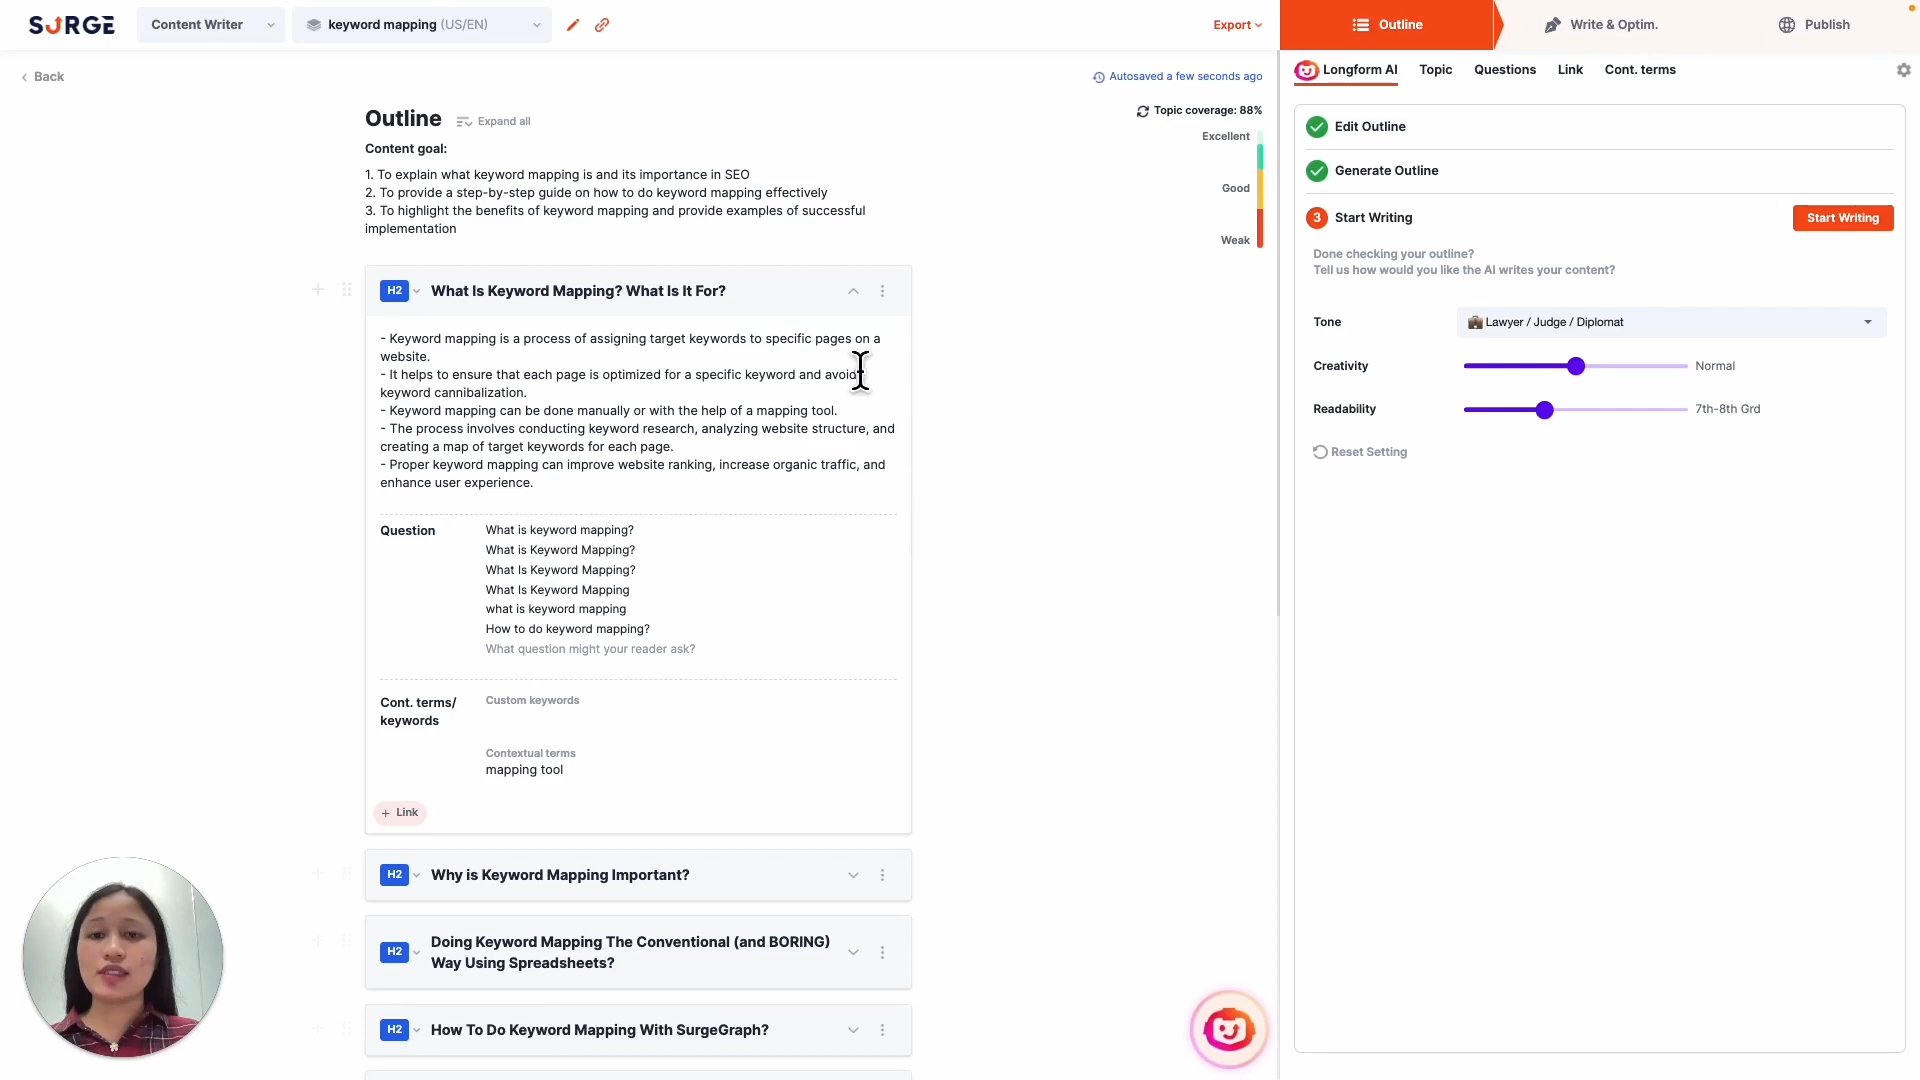 SURGE
Content Writer
keyword mapping (US/EN)
Export
Outline
Write & Optim.
Publish
Back
Autosaved a few seconds ago
Longform AI
Topic
Questions
Link
Cont. terms
Outline
Expand all
Topic coverage: 88%
Excellent
Good
Weak
Content goal:
1. To explain what keyword mapping is and its importance in SEO
2. To provide a step-by-step guide on how to do keyword mapping effectively
3. To highlight the benefits of keyword mapping and provide examples of successful
implementation
H2
What Is Keyword Mapping? What Is It For?
- Keyword mapping is a process of assigning target keywords to specific pages on a
website.
- It helps to ensure that each page is optimized for a specific keyword and avoid
keyword cannibalization.
- Keyword mapping can be done manually or with the help of a mapping tool.
- The process involves conducting keyword research, analyzing website structure, and
creating a map of target keywords for each page.
- Proper keyword mapping can improve website ranking, increase organic traffic, and
enhance user experience.
Question
What is keyword mapping?
What is Keyword Mapping?
What Is Keyword Mapping?
What Is Keyword Mapping
what is keyword mapping
How to do keyword mapping?
What question might your reader ask?
Cont. terms/
keywords
Custom keywords
Contextual terms
mapping tool
+ Link
H2
Why is Keyword Mapping Important?
H2
Doing Keyword Mapping The Conventional (and BORING)
Way Using Spreadsheets?
H2
How To Do Keyword Mapping With SurgeGraph?
Edit Outline
Generate Outline
3
Start Writing
Start Writing
Done checking your outline?
Tell us how would you like the AI writes your content?
Tone
Lawyer / Judge / Diplomat
Creativity
Normal
Readability
7th-8th Grd
Reset Setting